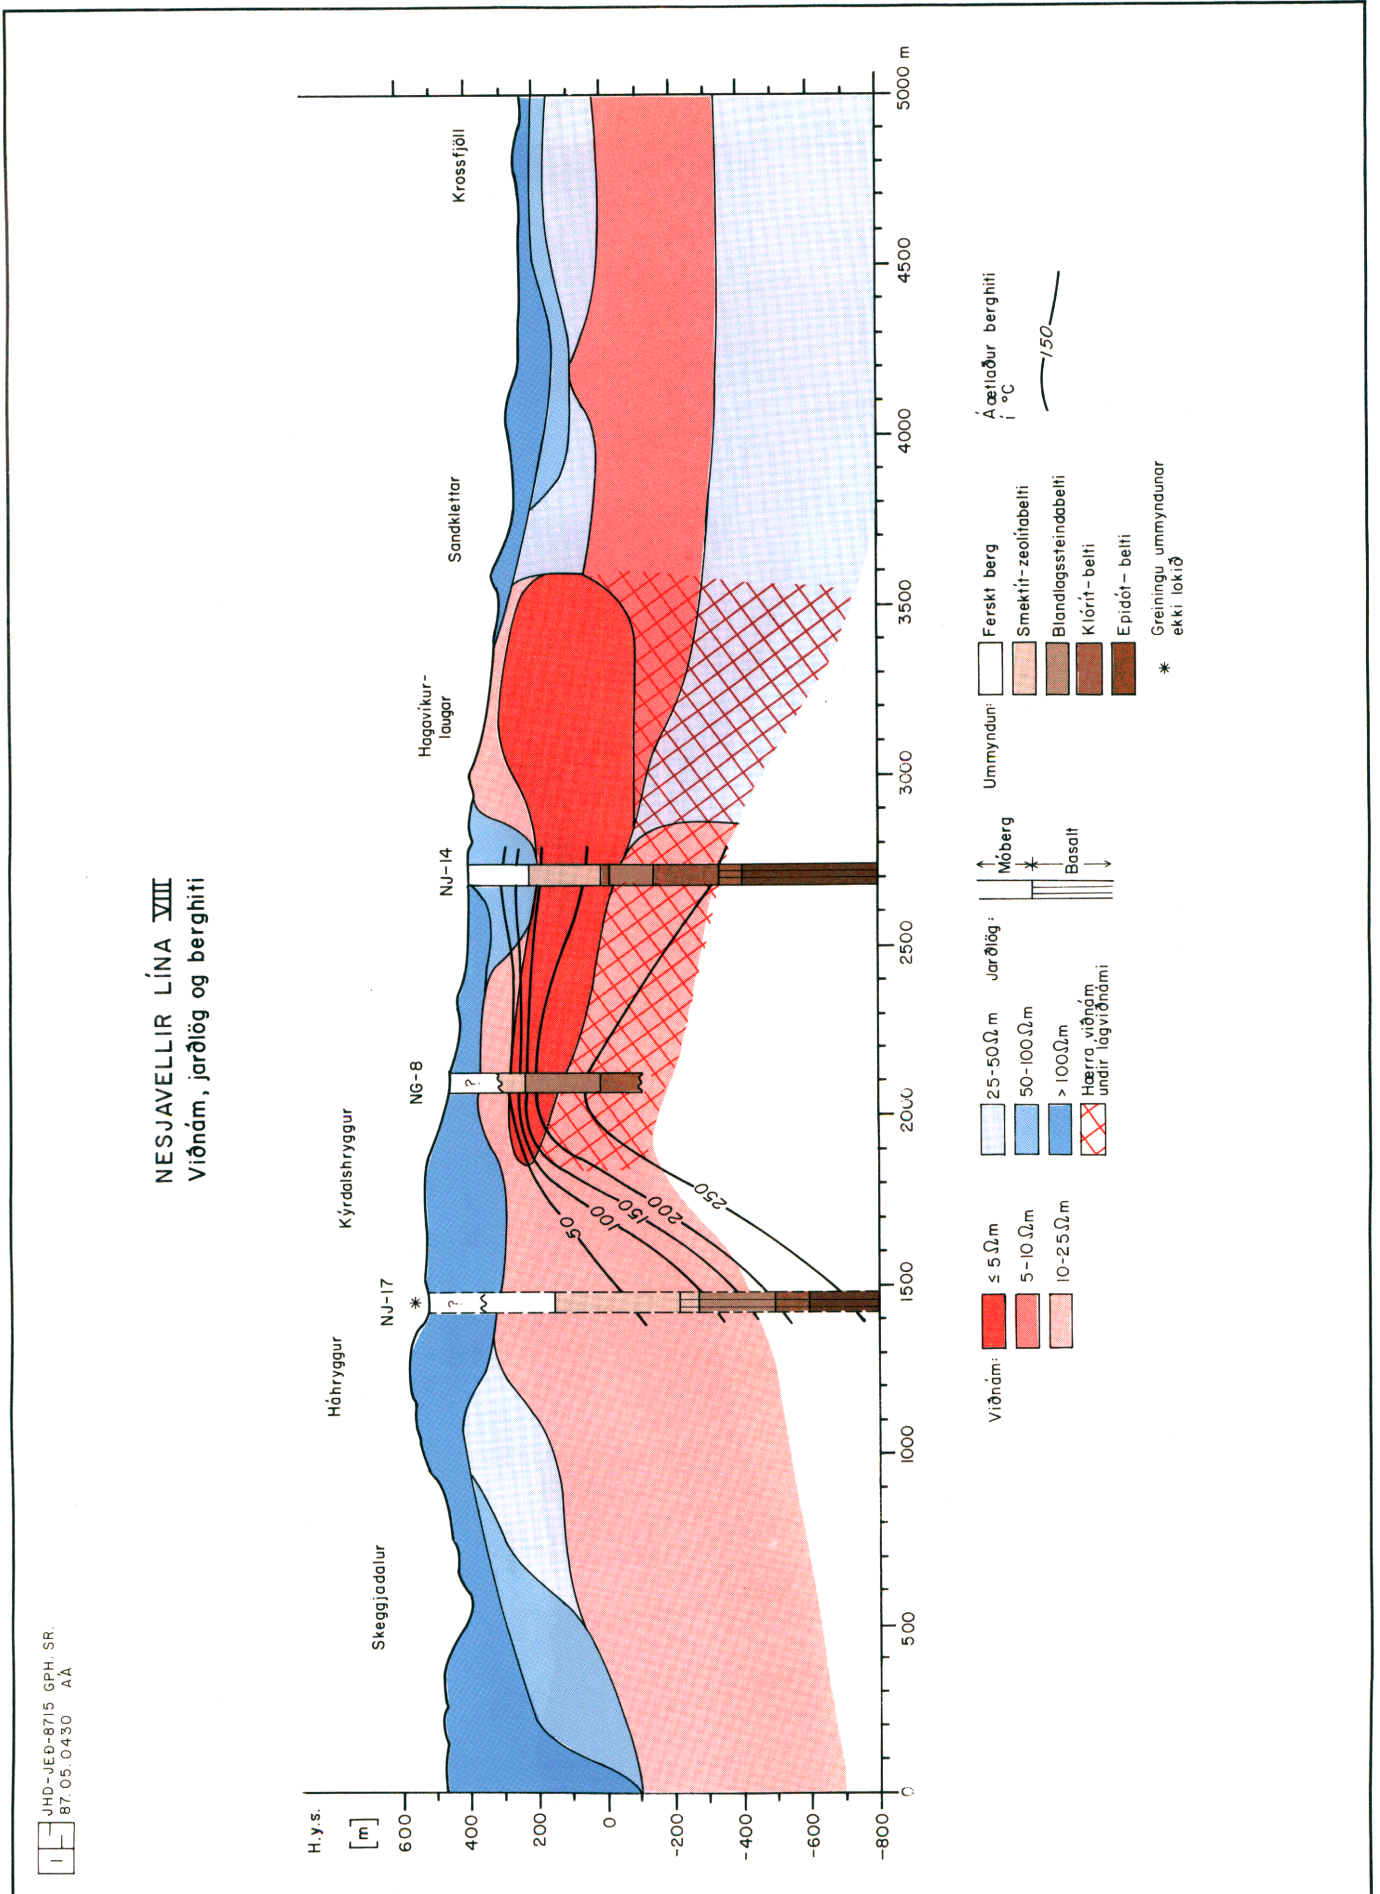 JHD-JEÐ-8715 GPH. SR.
87.05.0430 AÁ
NESJAVELLIR LÍNA VIII
Viðnám, jarðlög og berghiti
H.y.s.
[m]
600
400
200
0
-200
-400
-600
-800
Skeggjadalur
Háhryggur
Kýrdalshryggur
Hagavíkur-
laugar
Sandklettar
Krossfjöll
NJ-17
*
NG-8
NJ-14
?
?
50
100
150
200
250
0
500
1000
1500
2000
2500
3000
3500
4000
4500
5000 m
Viðnám:
≤ 5 Ωm
5-10 Ωm
10-25 Ωm
25-50 Ωm
50-100 Ωm
>100 Ωm
Hærra viðnám
undir lágviðnámi
Jarðlög:
Móberg
Basalt
Ummyndun:
Ferskt berg
Smektít-zeolítabelti
Blandlagssteindabelti
Klórít-belti
Epidót-belti
* Greiningu ummyndunar
ekki lokið
Áætlaður berghiti
í °C
150